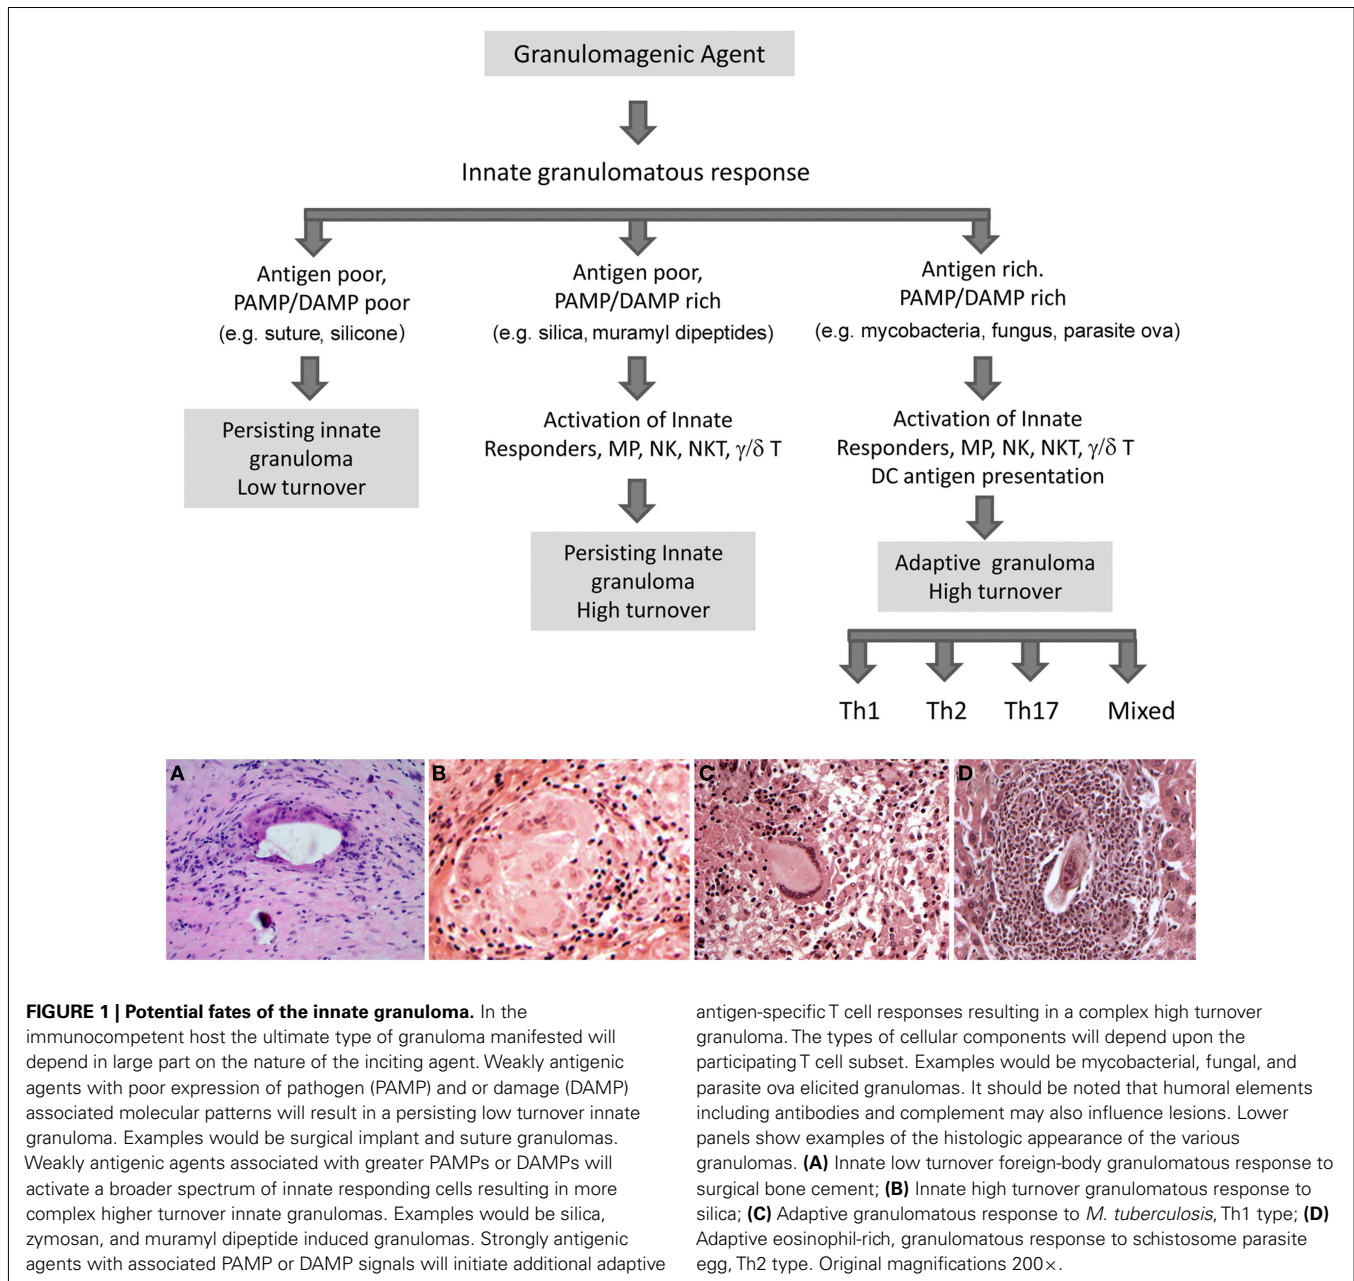 Granulomagenic Agent
Innate granulomatous response
Antigen poor,
PAMP/DAMP poor
(e.g. suture, silicone)
Persisting innate
granuloma
Low turnover
Antigen poor,
PAMP/DAMP rich
(e.g. silica, muramyl dipeptides)
Activation of Innate
Responders, MP, NK, NKT, γ/δ T
Persisting Innate
granuloma
High turnover
Antigen rich.
PAMP/DAMP rich
(e.g. mycobacteria, fungus, parasite ova)
Activation of Innate
Responders, MP, NK, NKT, γ/δ T
DC antigen presentation
Adaptive granuloma
High turnover
Th1 Th2 Th17 Mixed
A B C D
FIGURE 1 | Potential fates of the innate granuloma. In the
immunocompetent host the ultimate type of granuloma manifested will
depend in large part on the nature of the inciting agent. Weakly antigenic
agents with poor expression of pathogen (PAMP) and or damage (DAMP)
associated molecular patterns will result in a persisting low turnover innate
granuloma. Examples would be surgical implant and suture granulomas.
Weakly antigenic agents associated with greater PAMPs or DAMPs will
activate a broader spectrum of innate responding cells resulting in more
complex higher turnover innate granulomas. Examples would be silica,
zymosan, and muramyl dipeptide induced granulomas. Strongly antigenic
agents with associated PAMP or DAMP signals will initiate additional adaptive
antigen-specific T cell responses resulting in a complex high turnover
granuloma. The types of cellular components will depend upon the
participating T cell subset. Examples would be mycobacterial, fungal, and
parasite ova elicited granulomas. It should be noted that humoral elements
including antibodies and complement may also influence lesions. Lower
panels show examples of the histologic appearance of the various
granulomas. (A) Innate low turnover foreign-body granulomatous response to
surgical bone cement; (B) Innate high turnover granulomatous response to
silica; (C) Adaptive granulomatous response to M. tuberculosis, Th1 type; (D)
Adaptive eosinophil-rich, granulomatous response to schistosome parasite
egg, Th2 type. Original magnifications 200×.